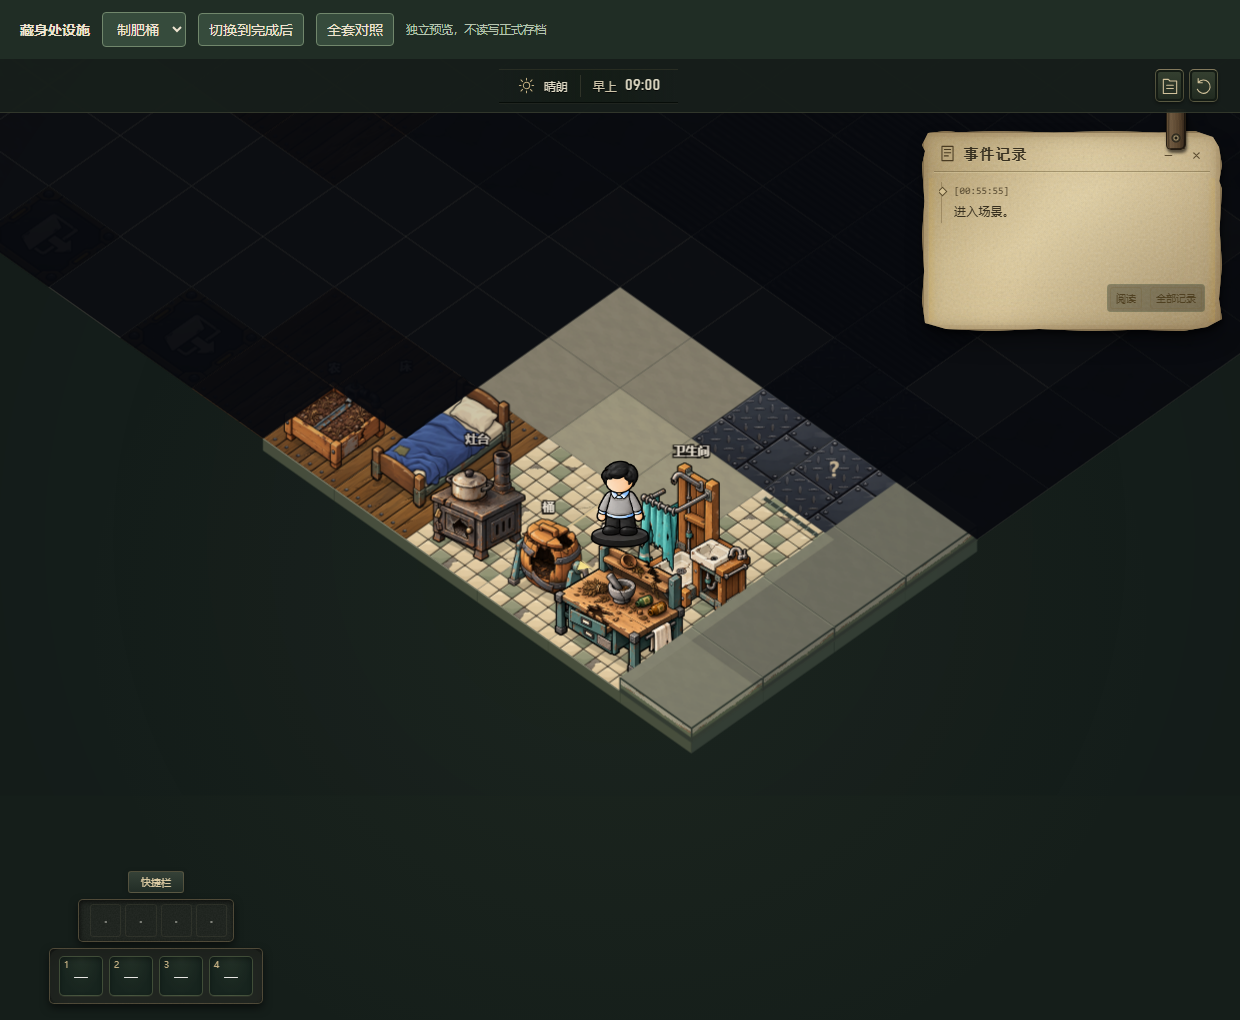 藏身处设施
制肥桶
切换到完成后
全套对照
独立预览，不读写正式存档
晴朗
早上 09:00
事件记录
[00:55:55]
进入场景。
阅读
全部记录
灶台
卫生间
?
桶
快捷栏
1
2
3
4